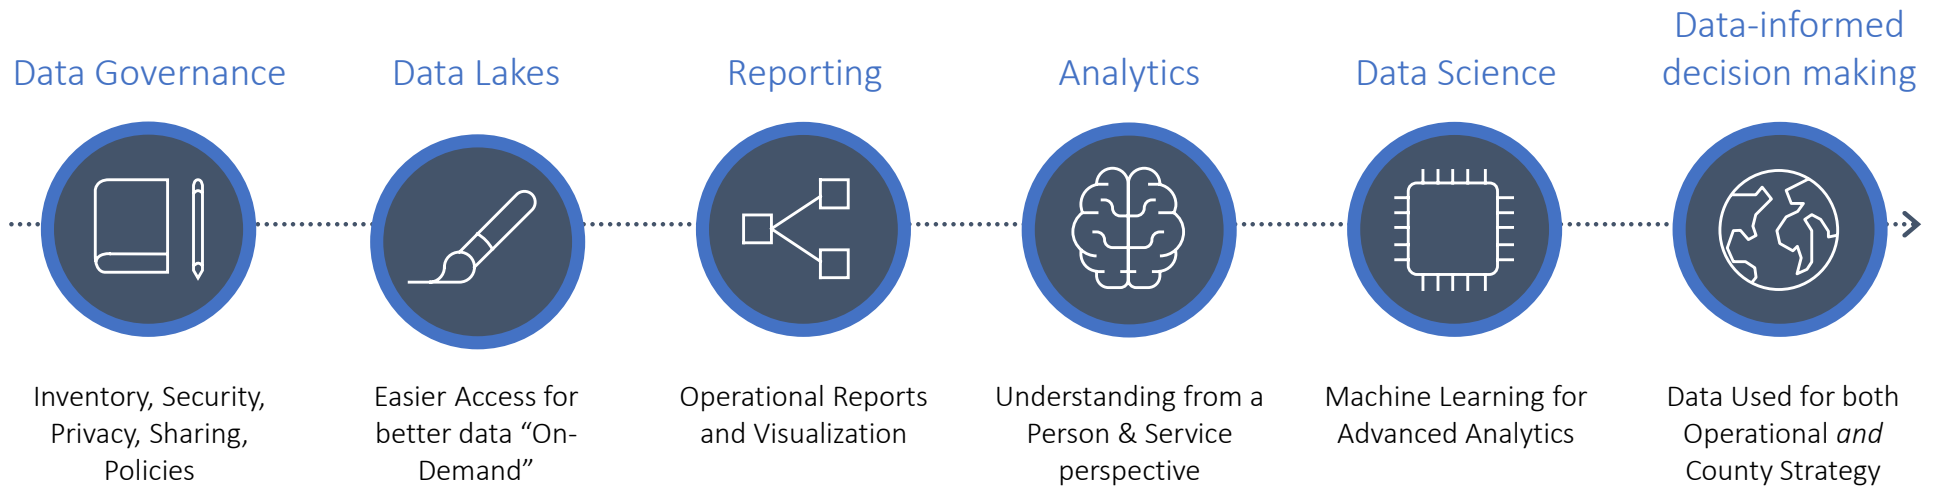 Data Governance
Inventory, Security,
Privacy, Sharing,
Policies
Data Lakes
Easier Access for
better data “On-
Demand”
Reporting
Operational Reports
and Visualization
Analytics
Understanding from a
Person & Service
perspective
Data Science
Machine Learning for
Advanced Analytics
Data-informed
decision making
Data Used for both
Operational and
County Strategy